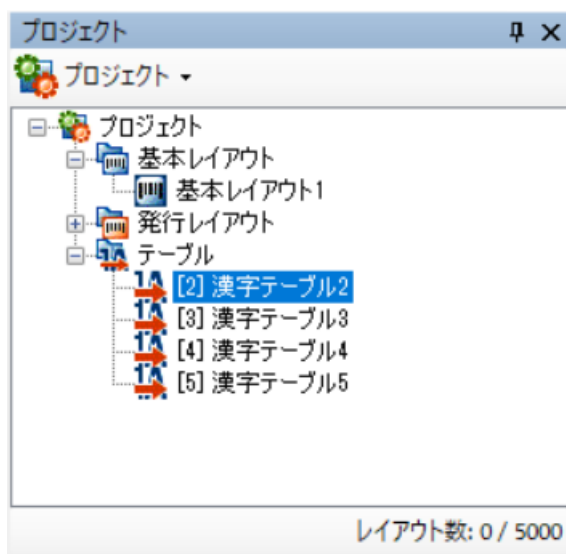 プロジェクト
プロジェクト
プロジェクト
基本レイアウト
基本レイアウト1
発行レイアウト
テーブル
[2] 漢字テーブル2
[3] 漢字テーブル3
[4] 漢字テーブル4
[5] 漢字テーブル5
レイアウト数: 0 / 5000